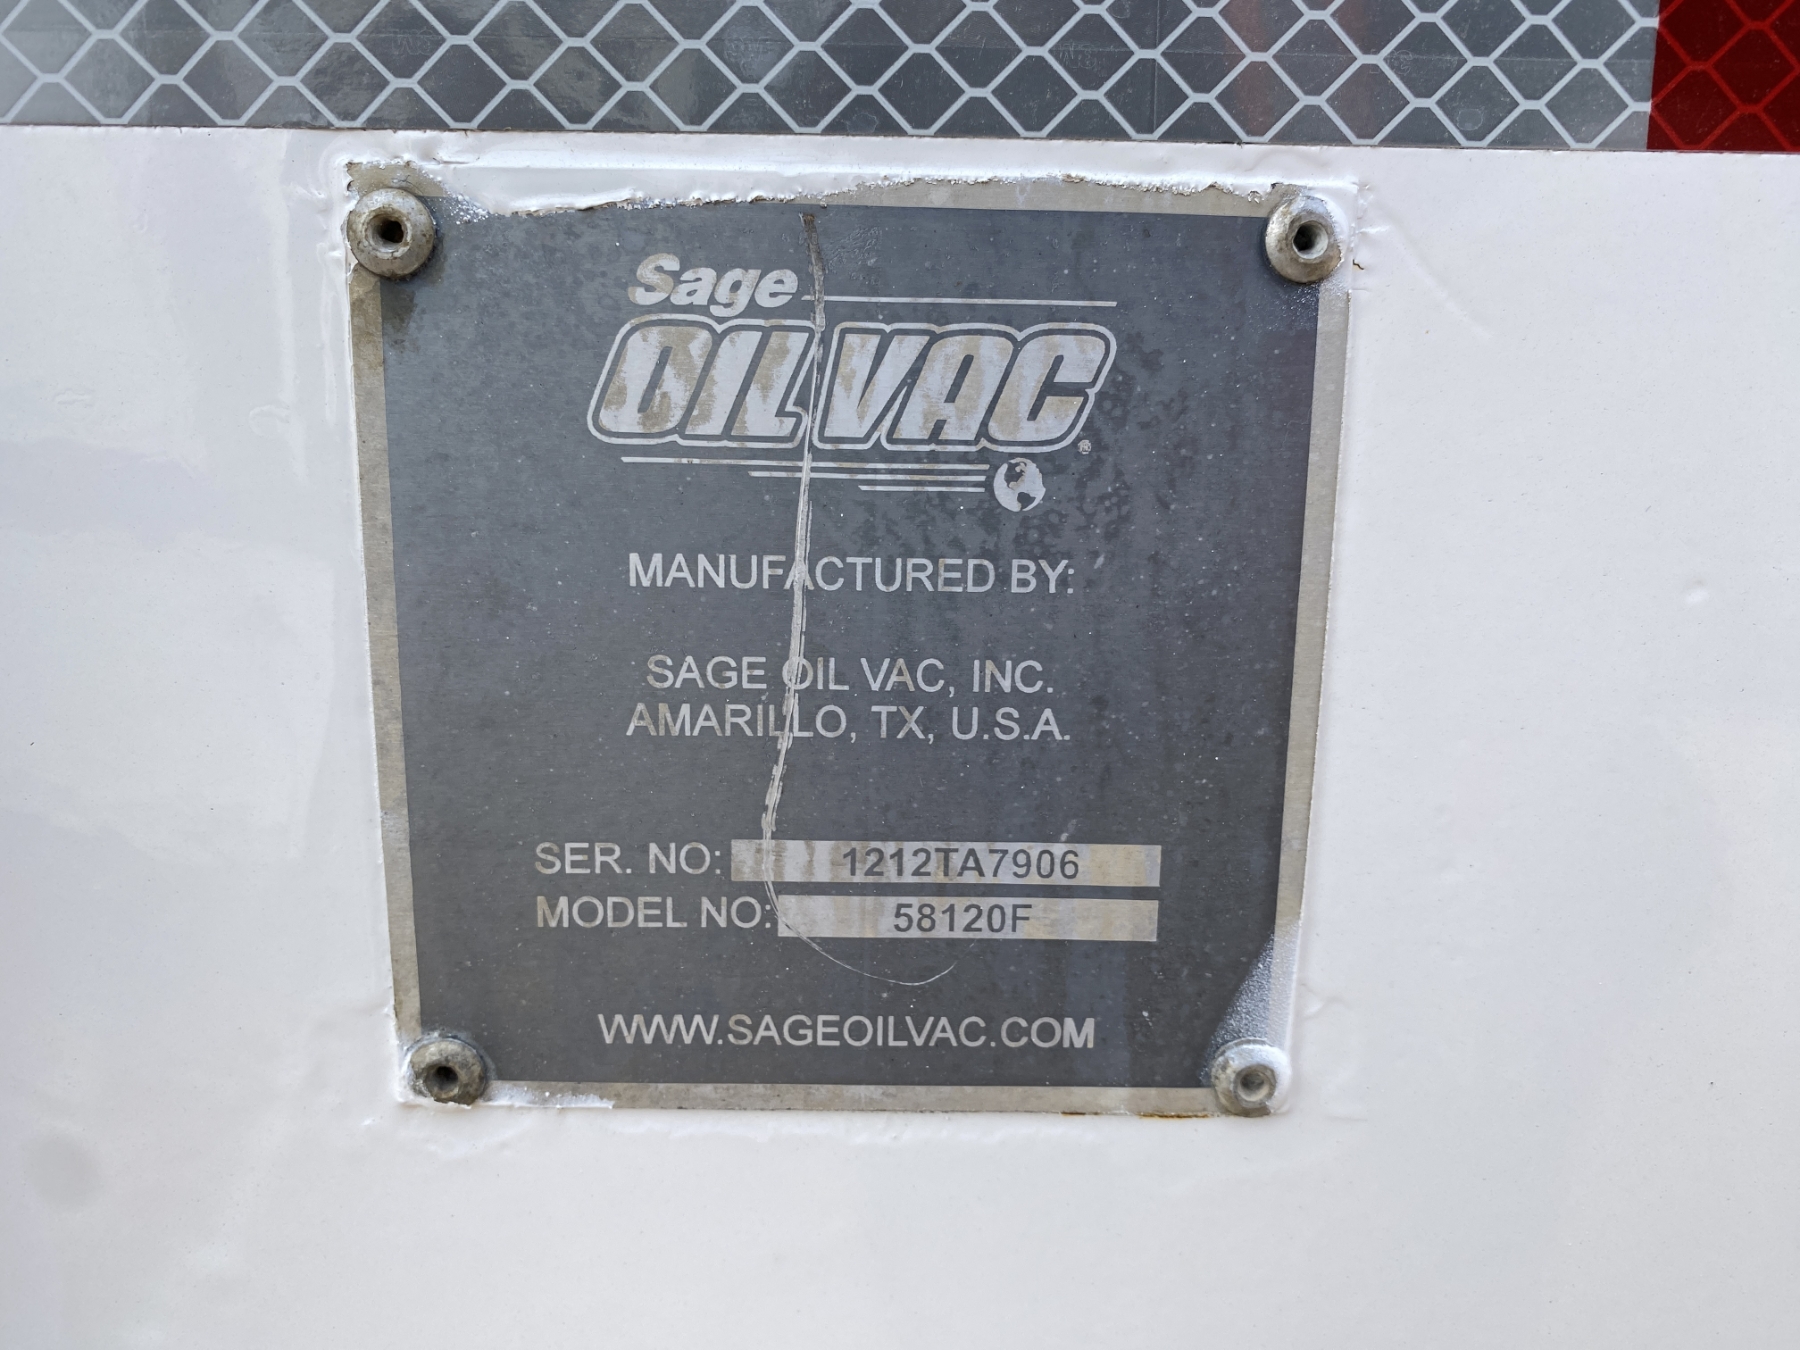 Sage
OIL VAC
MANUFACTURED BY:
SAGE OIL VAC, INC.
AMARILLO, TX, U.S.A.
SER. NO: 1212TA7906
MODEL NO: 58120F
WWW.SAGEOILVAC.COM